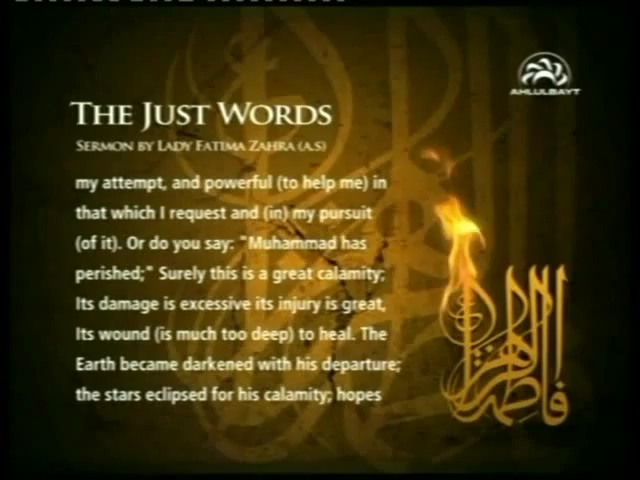 AHLULBAYT
THE JUST WORDS
SERMON BY LADY FATIMA ZAHRA (A.S)
my attempt, and powerful (to help me) in
that which I request and (in) my pursuit
(of it). Or do you say: "Muhammad has
perished;" Surely this is a great calamity;
Its damage is excessive its injury is great,
Its wound (is much too deep) to heal. The
Earth became darkened with his departure;
the stars eclipsed for his calamity; hopes
فاطمة الزهراء